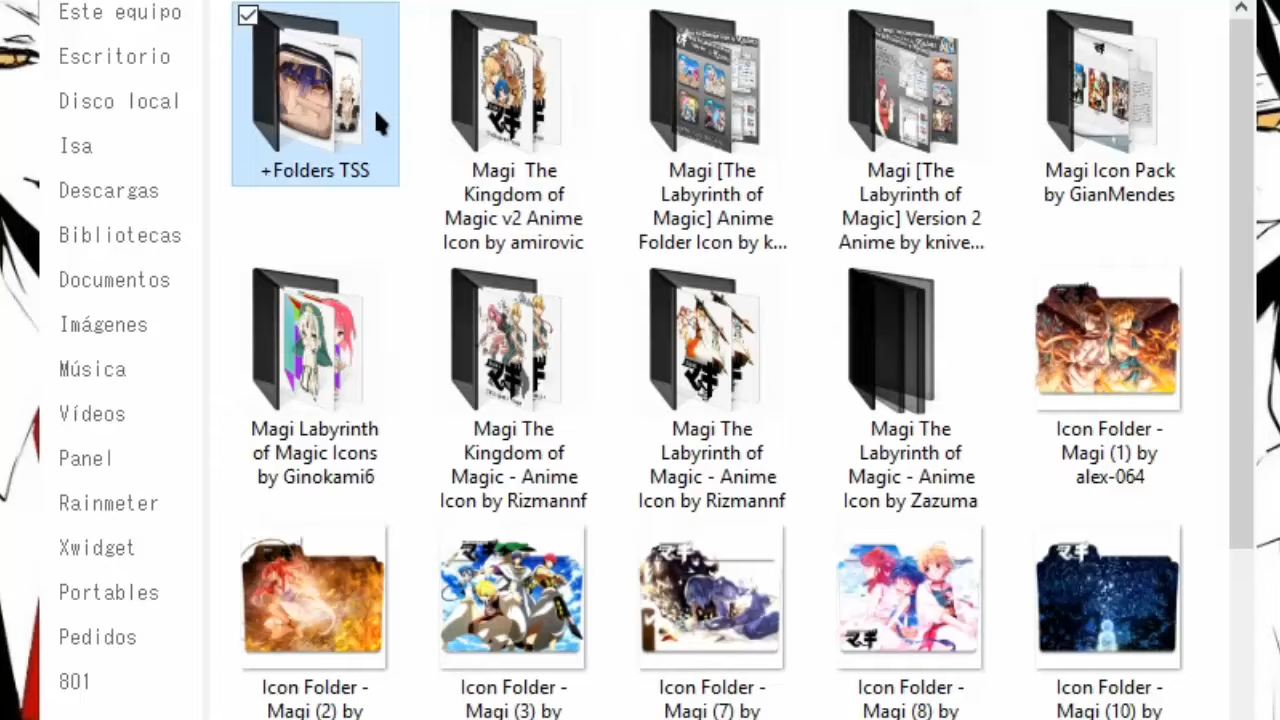 Este equipo
Escritorio
Disco local
Isa
Descargas
Bibliotecas
Documentos
Imágenes
Música
Vídeos
Panel
Rainmeter
Xwidget
Portables
Pedidos
801
+Folders TSS
Magi The
Kingdom of
Magic v2 Anime
Icon by amirovic
Magi [The
Labyrinth of
Magic] Anime
Folder Icon by k...
Magi [The
Labyrinth of
Magic] Version 2
Anime by knive...
Magi Icon Pack
by GianMendes
Magi Labyrinth
of Magic Icons
by Ginokami6
Magi The
Kingdom of
Magic - Anime
Icon by Rizmannf
Magi The
Labyrinth of
Magic - Anime
Icon by Rizmannf
Magi The
Labyrinth of
Magic - Anime
Icon by Zazuma
Icon Folder -
Magi (1) by
alex-064
Icon Folder -
Magi (2) by
Icon Folder -
Magi (3) by
Icon Folder -
Magi (7) by
Icon Folder -
Magi (8) by
Icon Folder -
Magi (10) by